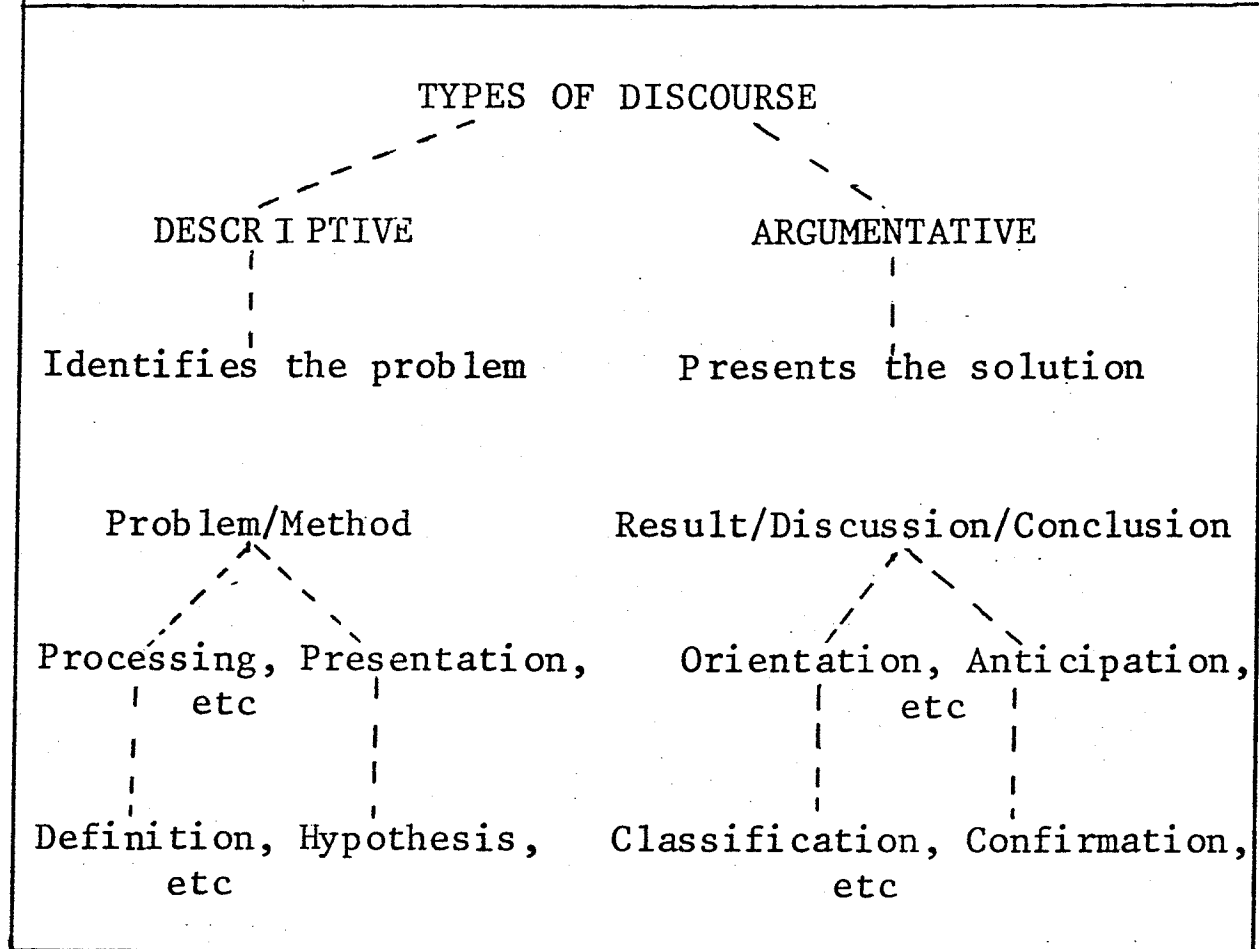 TYPES OF DISCOURSE
DESCRIPTIVE ARGUMENTATIVE
Identifies the problem Presents the solution
Problem/Method Result/Discussion/Conclusion
Processing, Presentation, Orientation, Anticipation,
etc etc
Definition, Hypothesis, Classification, Confirmation,
etc etc